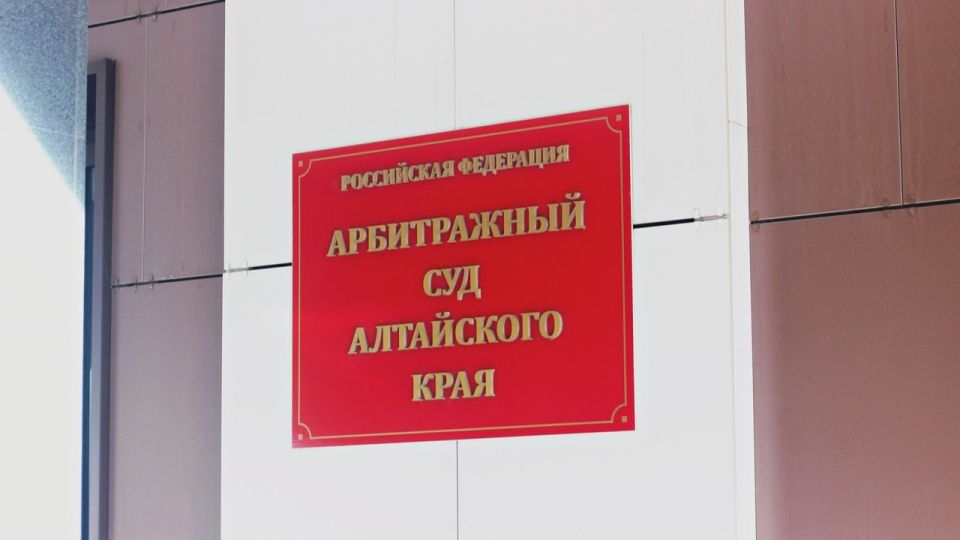 РОССИЙСКАЯ ФЕДЕРАЦИЯ
АРБИТРАЖНЫЙ
СУД
АЛТАЙСКОГО
КРАЯ